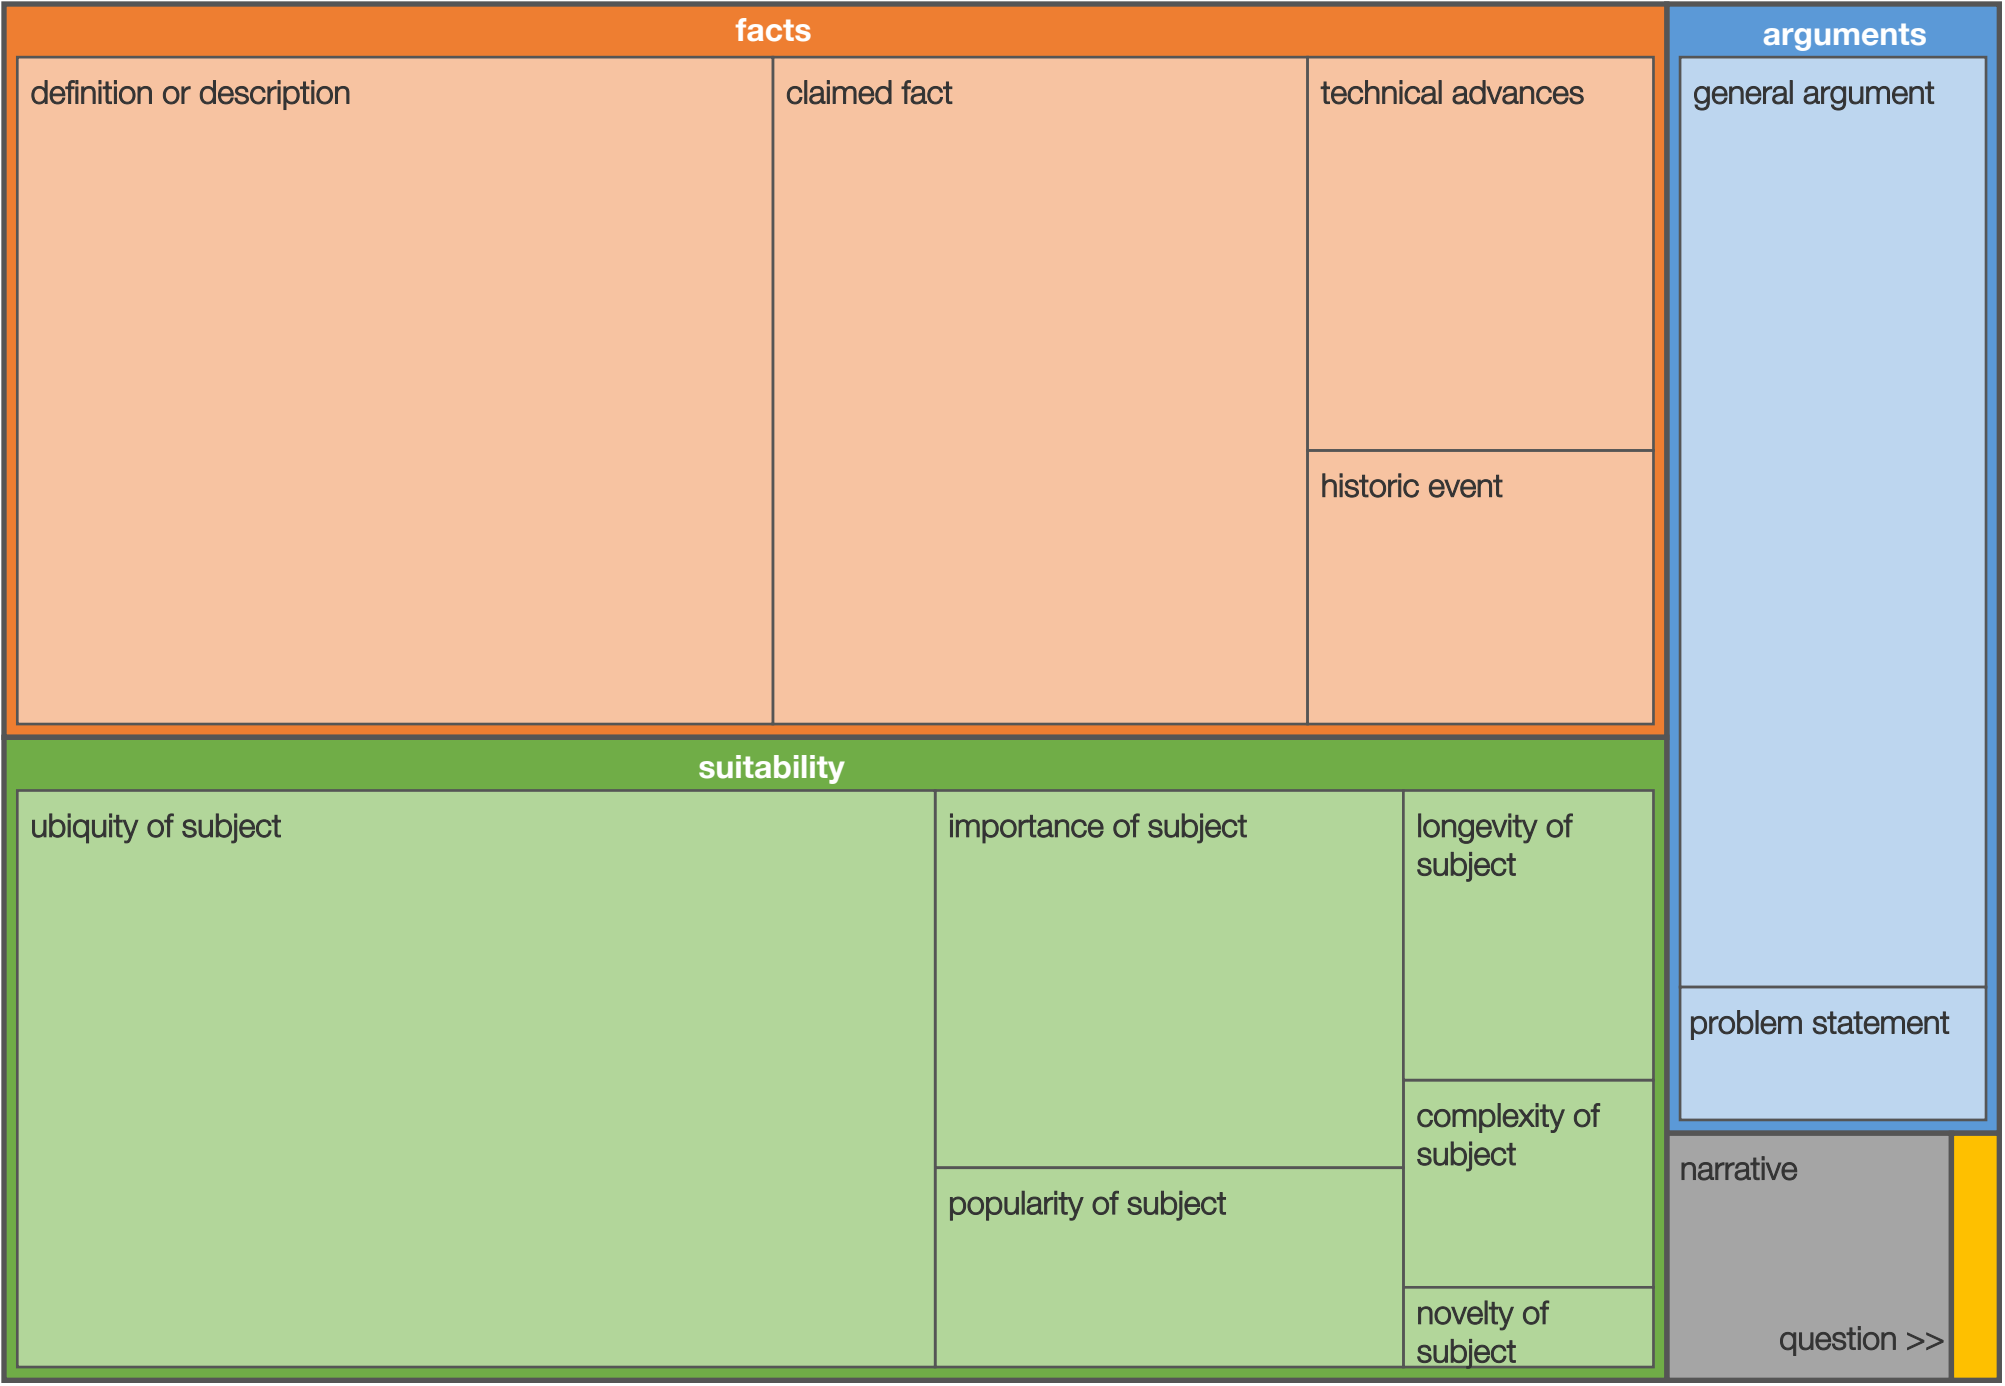 facts
definition or description
claimed fact
technical advances
historic event
suitability
ubiquity of subject
importance of subject
popularity of subject
longevity of
subject
complexity of
subject
novelty of
subject
arguments
general argument
problem statement
narrative
question >>